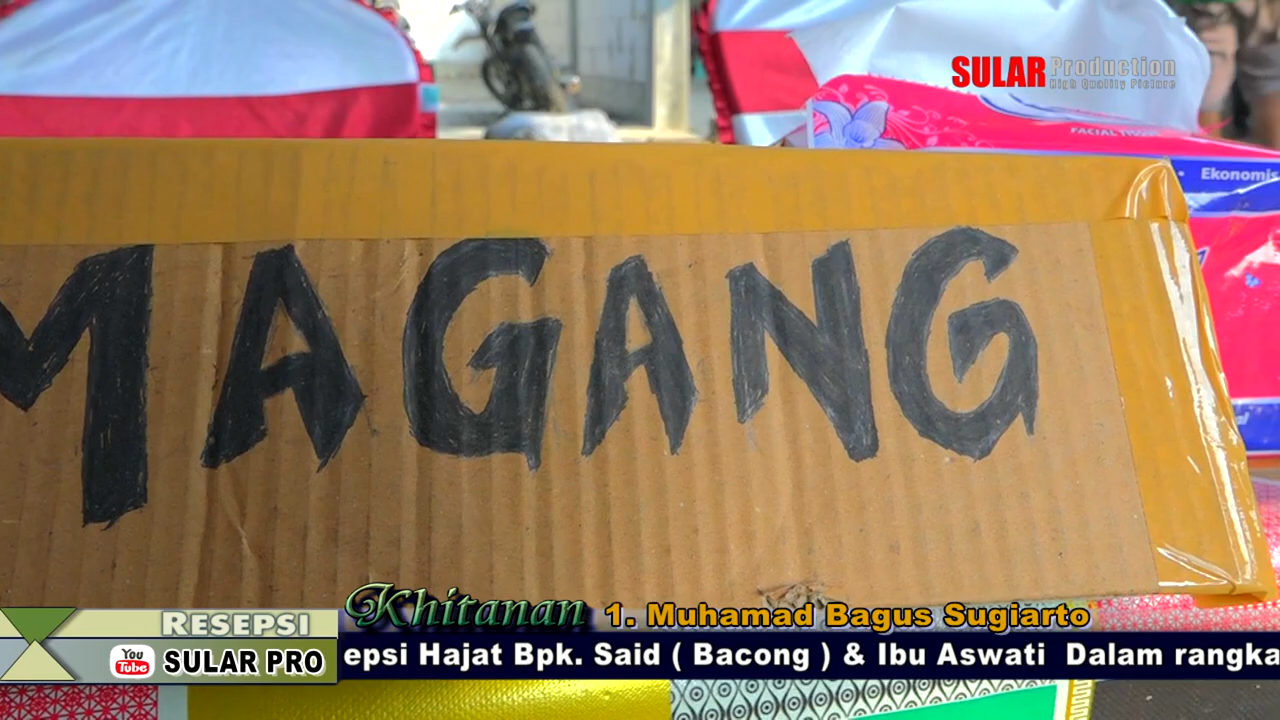 SULAR Production
High Quality Picture
FACIAL
Ekonomis
MAGANG
Khitanan 1. Muhamad Bagus Sugiarto
RESEPSI
epsi Hajat Bpk. Said ( Bacong ) & Ibu Aswati Dalam rangka
You Tube SULAR PRO